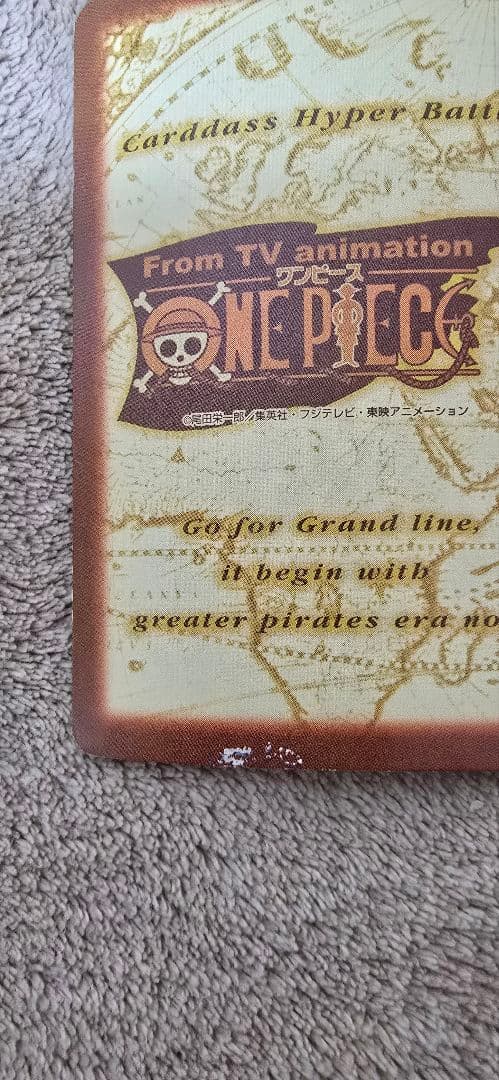 Carddass Hyper Batt
From TV animation
ワンピース
ONE PIECE
©尾田栄一郎／集英社・フジテレビ・東映アニメーション
Go for Grand line,
it begin with
greater pirates era no